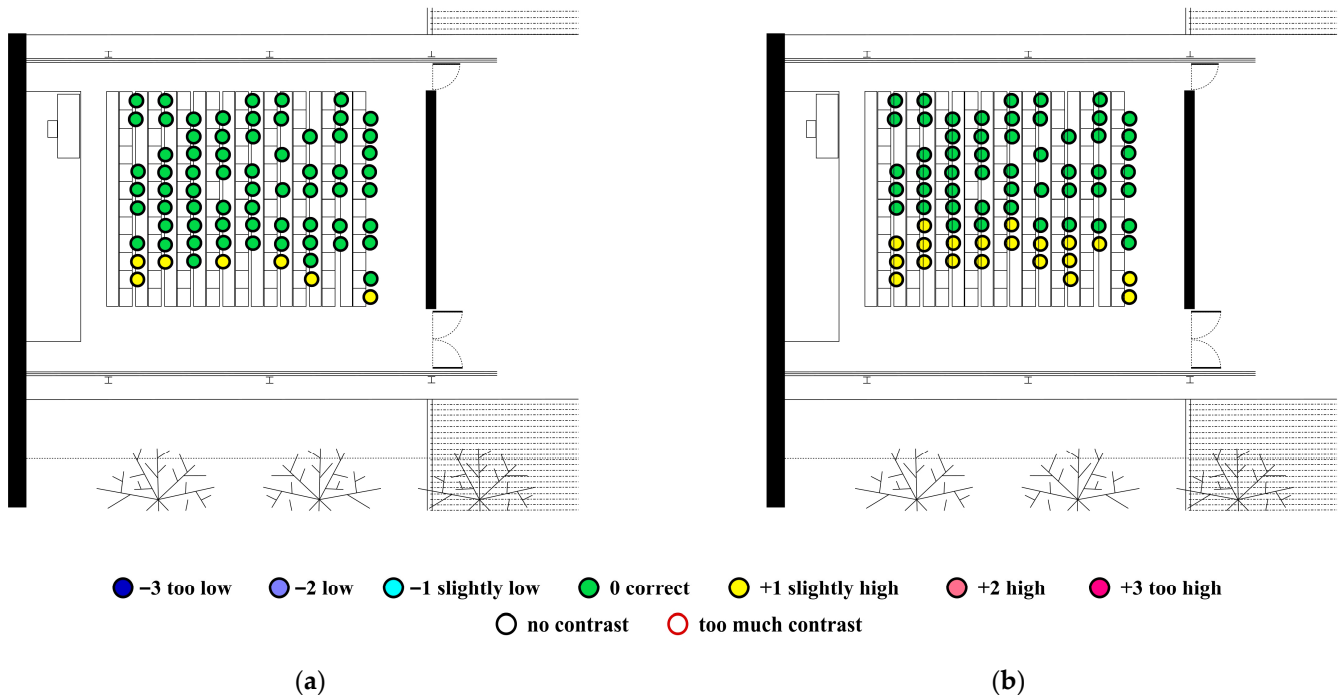 −3 too low −2 low −1 slightly low 0 correct +1 slightly high +2 high +3 too high
no contrast too much contrast
(a) (b)